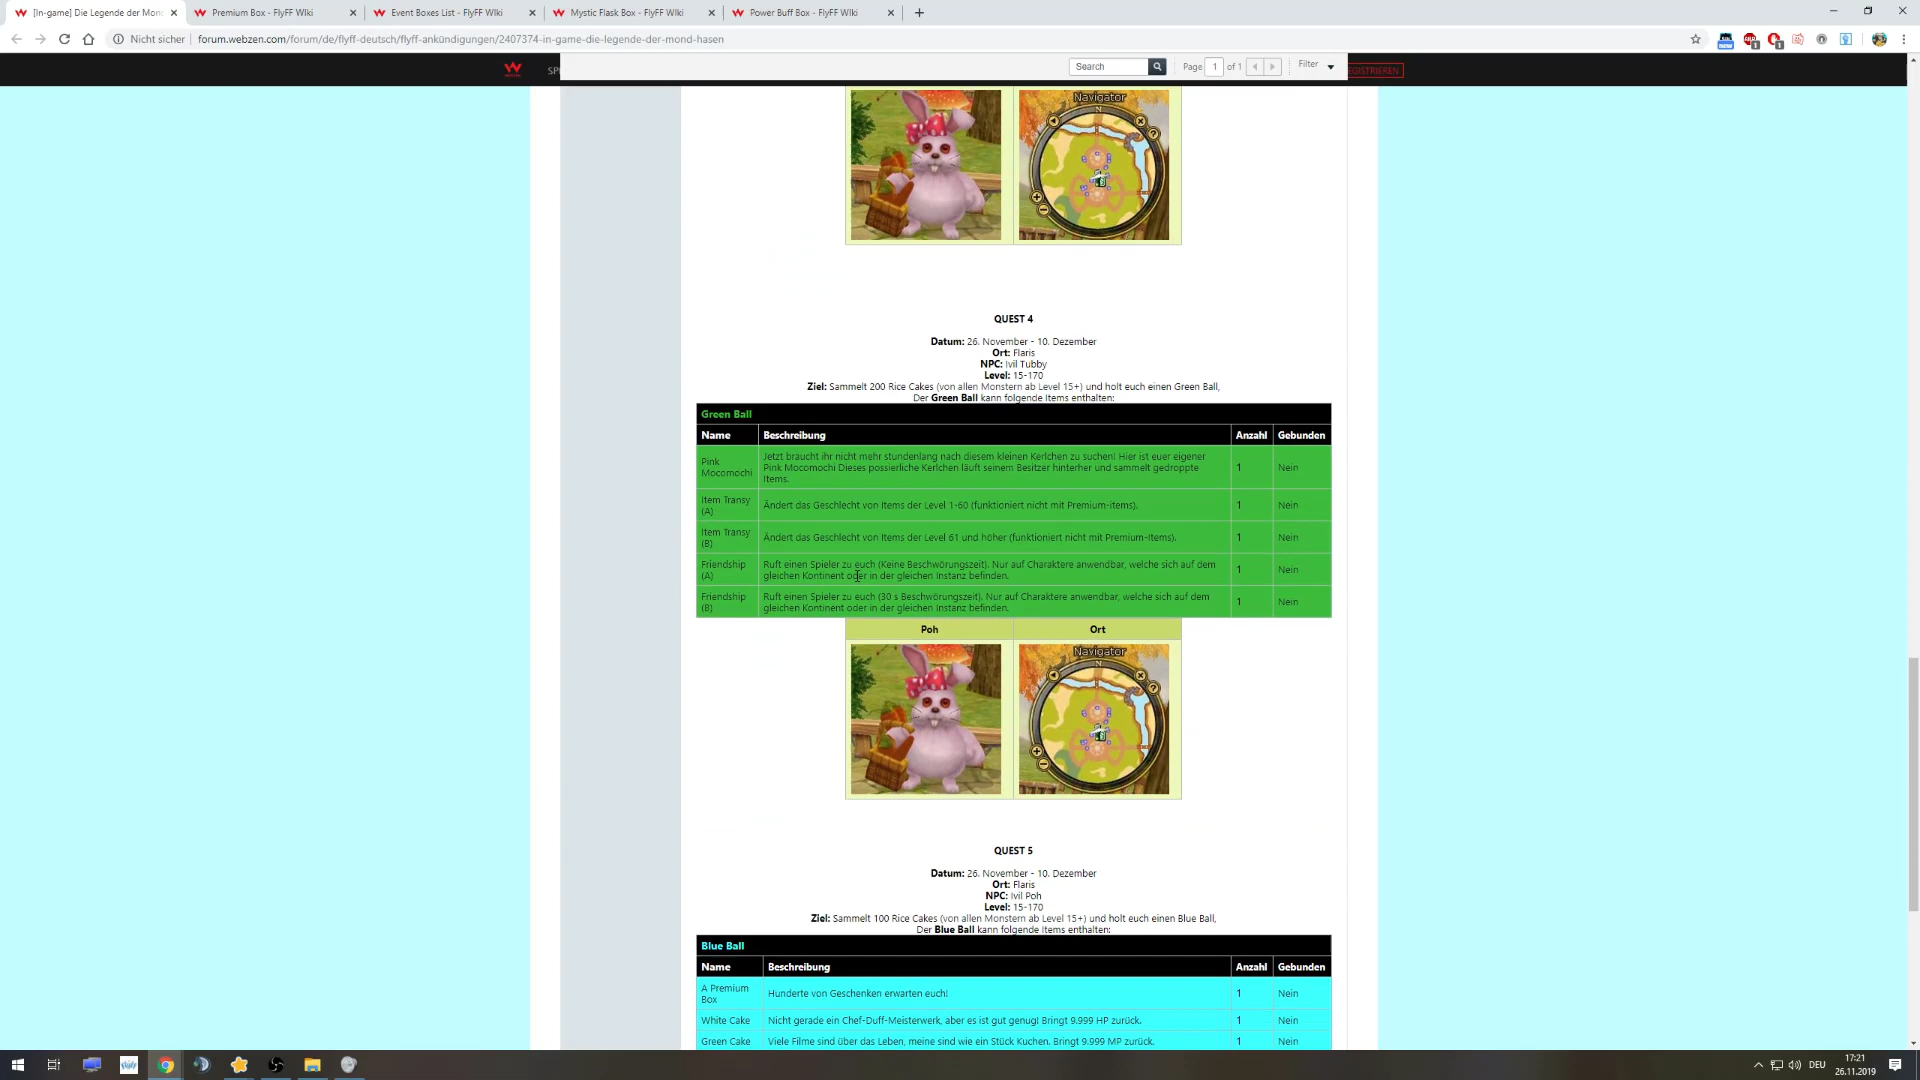 [In-game] Die Legende der Mond
Premium Box - FlyFF Wiki
Event Boxes List - FlyFF Wiki
Mystic Flask Box - FlyFF Wiki
Power Buff Box - FlyFF Wiki
Nicht sicher
forum.webzen.com/forum/de/flyff-deutsch/flyff-ankündigungen/2407374-in-game-die-legende-der-mond-hasen
SP
Search
Page 1 of 1
Filter
REGISTRIEREN
Navigator
N
QUEST 4
Datum: 26. November - 10. Dezember
Ort: Flaris
NPC: Ivil Tubby
Level: 15-170
Ziel: Sammelt 200 Rice Cakes (von allen Monstern ab Level 15+) und holt euch einen Green Ball,
Der Green Ball kann folgende Items enthalten:
Green Ball
Name Beschreibung Anzahl Gebunden
Pink Mocomochi
Jetzt braucht ihr nicht mehr stundenlang nach diesem kleinen Kerlchen zu suchen! Hier ist euer eigener
Pink Mocomochi Dieses possierliche Kerlchen läuft seinem Besitzer hinterher und sammelt gedroppte
Items.
1 Nein
Item Transy (A)
Ändert das Geschlecht von Items der Level 1-60 (funktioniert nicht mit Premium-items).
1 Nein
Item Transy (B)
Ändert das Geschlecht von Items der Level 61 und höher (funktioniert nicht mit Premium-Items).
1 Nein
Friendship (A)
Ruft einen Spieler zu euch (Keine Beschwörungszeit). Nur auf Charaktere anwendbar, welche sich auf dem
gleichen Kontinent oder in der gleichen Instanz befinden.
1 Nein
Friendship (B)
Ruft einen Spieler zu euch (30 s Beschwörungszeit). Nur auf Charaktere anwendbar, welche sich auf dem
gleichen Kontinent oder in der gleichen Instanz befinden.
1 Nein
Poh Ort
Navigator
N
QUEST 5
Datum: 26. November - 10. Dezember
Ort: Flaris
NPC: Ivil Poh
Level: 15-170
Ziel: Sammelt 100 Rice Cakes (von allen Monstern ab Level 15+) und holt euch einen Blue Ball,
Der Blue Ball kann folgende Items enthalten:
Blue Ball
Name Beschreibung Anzahl Gebunden
A Premium Box
Hunderte von Geschenken erwarten euch!
1 Nein
White Cake Nicht gerade ein Chef-Duff-Meisterwerk, aber es ist gut genug! Bringt 9.999 HP zurück. 1 Nein
Green Cake Viele Filme sind über das Leben, meine sind wie ein Stück Kuchen. Bringt 9.999 MP zurück. 1 Nein
DEU
17:21
26.11.2019